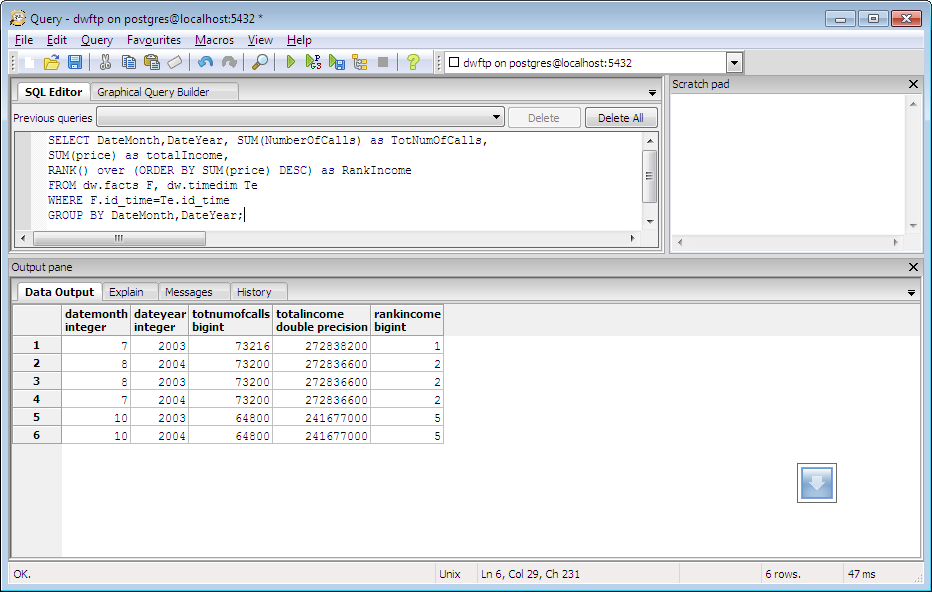 Query - dwftp on postgres@localhost:5432 *
File Edit Query Favourites Macros View Help
dwftp on postgres@localhost:5432
SQL Editor Graphical Query Builder
Previous queries Delete Delete All
SELECT DateMonth,DateYear, SUM(NumberOfCalls) as TotNumOfCalls,
SUM(price) as totalIncome,
RANK() over (ORDER BY SUM(price) DESC) as RankIncome
FROM dw.facts F, dw.timedim Te
WHERE F.id_time=Te.id_time
GROUP BY DateMonth,DateYear;
Scratch pad
Output pane
Data Output Explain Messages History
datemonth dateyear totnumofcalls totalincome rankincome
integer integer bigint double precision bigint
1 7 2003 73216 272838200 1
2 8 2004 73200 272836600 2
3 8 2003 73200 272836600 2
4 7 2004 73200 272836600 2
5 10 2003 64800 241677000 5
6 10 2004 64800 241677000 5
OK. Unix Ln 6, Col 29, Ch 231 6 rows. 47 ms